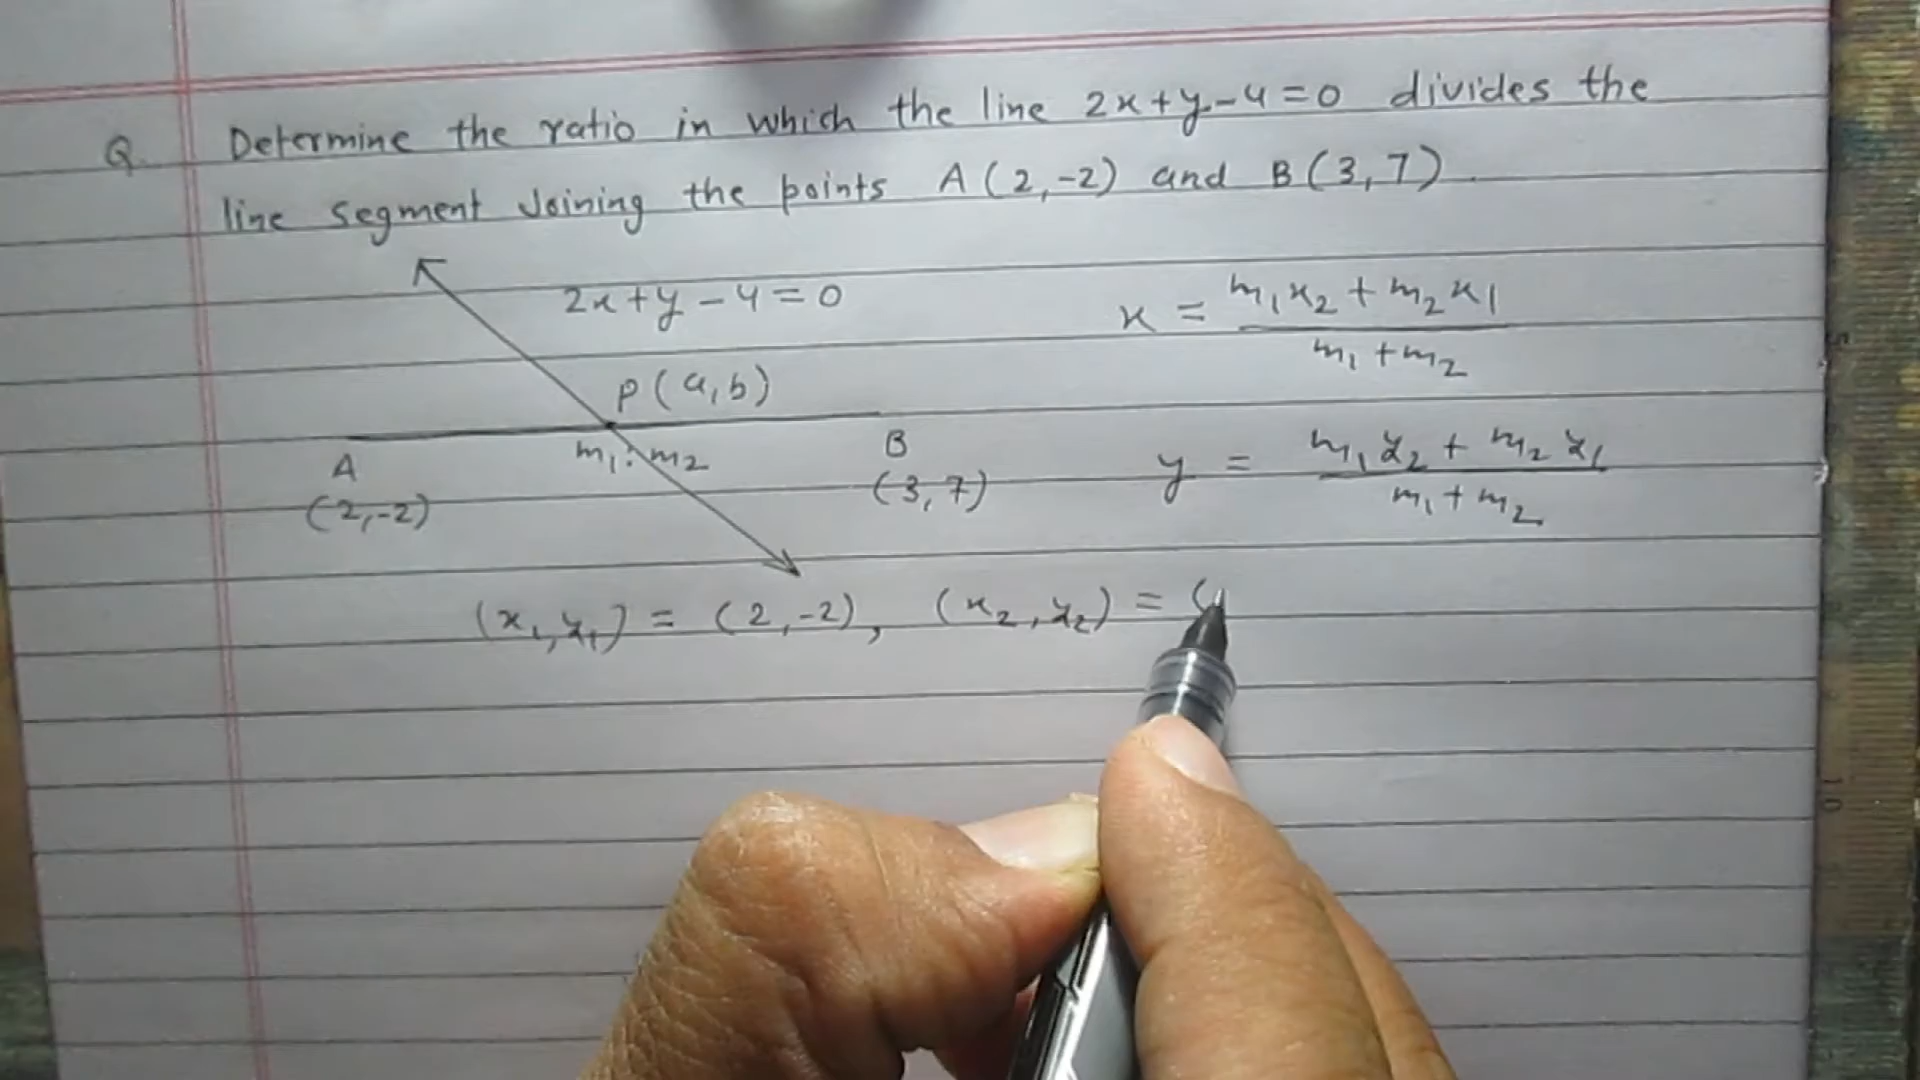 Q. Determine the ratio in which the line 2x+y-4=0 divides the
line segment Joining the points A(2,-2) and B(3,7).
2x+y-4=0
x = m₁x₂+m₂x₁ / m₁+m₂
P(a,b)
m₁:m₂
A
(2,-2)
B
(3,7)
y = m₁y₂+m₂y₁ / m₁+m₂
(x₁,y₁) = (2,-2), (x₂,y₂) = (